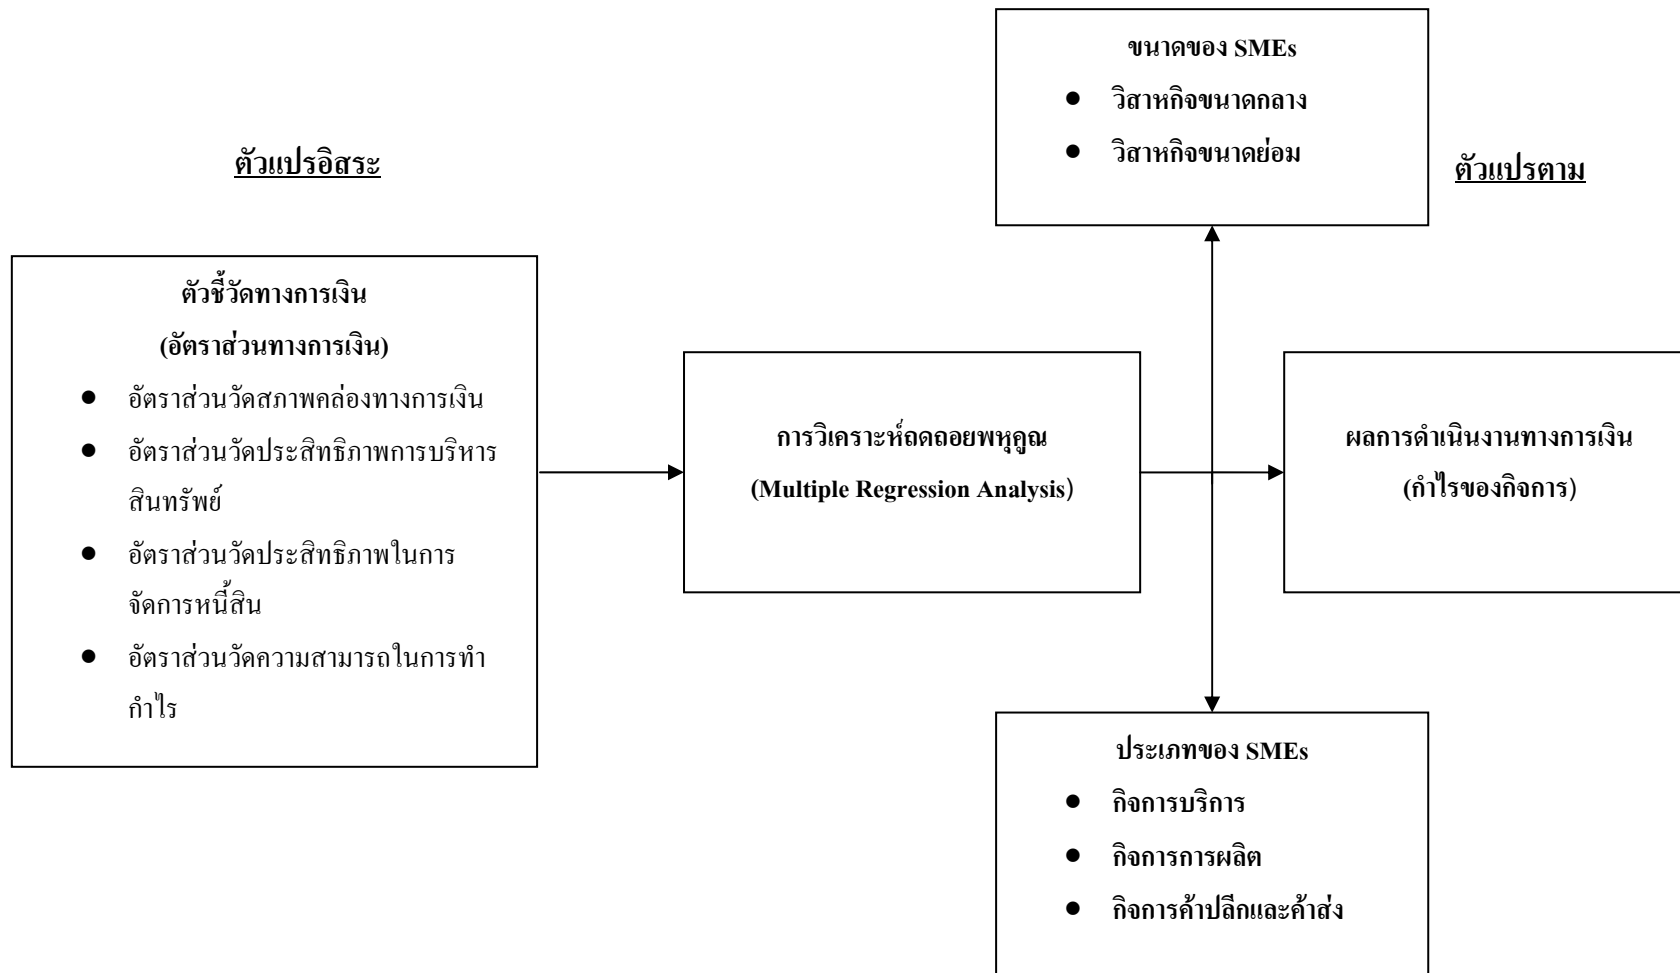 ตัวแปรอิสระ
ตัวชี้วัดทางการเงิน
(อัตราส่วนทางการเงิน)
● อัตราส่วนวัดสภาพคล่องทางการเงิน
● อัตราส่วนวัดประสิทธิภาพการบริหาร
สินทรัพย์
● อัตราส่วนวัดประสิทธิภาพในการ
จัดการหนี้สิน
● อัตราส่วนวัดความสามารถในการทำ
กำไร
การวิเคราะห์ถดถอยพหุคูณ
(Multiple Regression Analysis)
ขนาดของ SMEs
● วิสาหกิจขนาดกลาง
● วิสาหกิจขนาดย่อม
ตัวแปรตาม
ผลการดำเนินงานทางการเงิน
(กำไรของกิจการ)
ประเภทของ SMEs
● กิจการบริการ
● กิจการการผลิต
● กิจการค้าปลีกและค้าส่ง